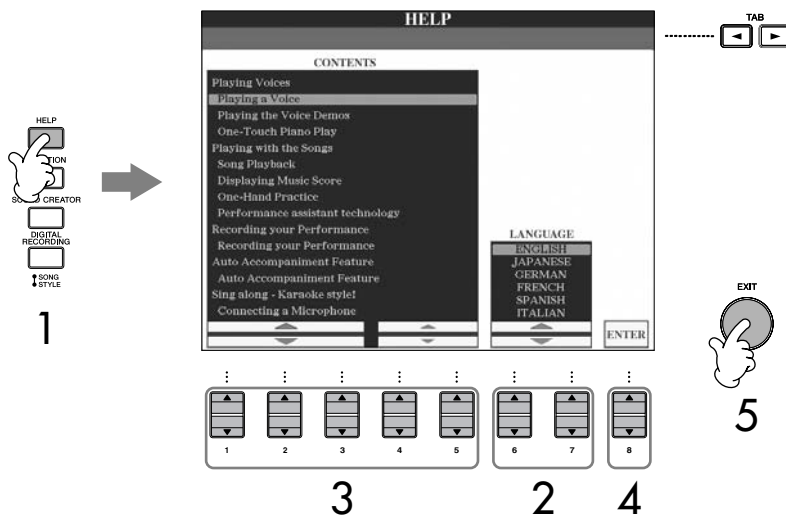 HELP
TAB
CONTENTS
Playing Voices
Playing a Voice
Playing the Voice Demos
One-Touch Piano Play
Playing with the Songs
Song Playback
Displaying Music Score
One-Hand Practice
Performance assistant technology
Recording your Performance
Recording your Performance
Auto Accompaniment Feature
Auto Accompaniment Feature
Sing along - Karaoke style!
Connecting a Microphone
LANGUAGE
ENGLISH
JAPANESE
GERMAN
FRENCH
SPANISH
ITALIAN
ENTER
HELP
CREATOR
DIGITAL
RECORDING
SONG
STYLE
1
EXIT
5
1 2 3 4 5 6 7 8
3 2 4